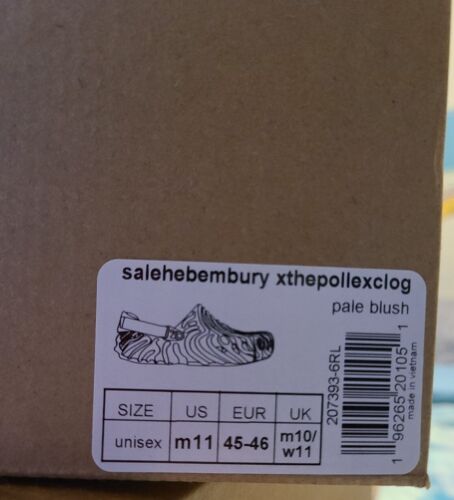 salehebembury xthepollexclog
pale blush
SIZE US EUR UK
unisex m11 45-46 m10/
w11
207393-6RL
1 96265 20105 1
made in vietnam